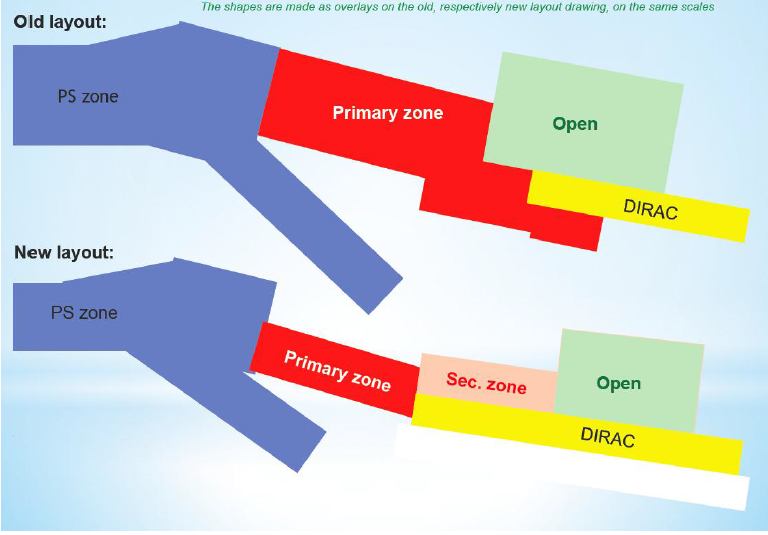 The shapes are made as overlays on the old, respectively new layout drawing, on the same scales
Old layout:
PS zone
Primary zone
Open
DIRAC
New layout:
PS zone
Primary zone
Sec. zone
Open
DIRAC